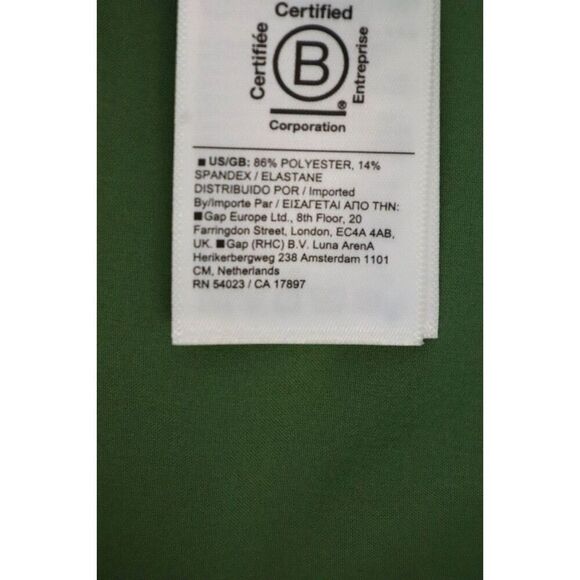 Certified
Certifiée
B
Entreprise
®
Corporation
■ US/GB: 86% POLYESTER, 14%
SPANDEX / ELASTANE
DISTRIBUIDO POR / Imported
By/Importe Par / ΕΙΣΑΓΕΤΑΙ ΑΠΟ ΤΗΝ:
■Gap Europe Ltd., 8th Floor, 20
Farringdon Street, London, EC4A 4AB,
UK. ■Gap (RHC) B.V. Luna ArenA
Herikerbergweg 238 Amsterdam 1101
CM, Netherlands
RN 54023 / CA 17897